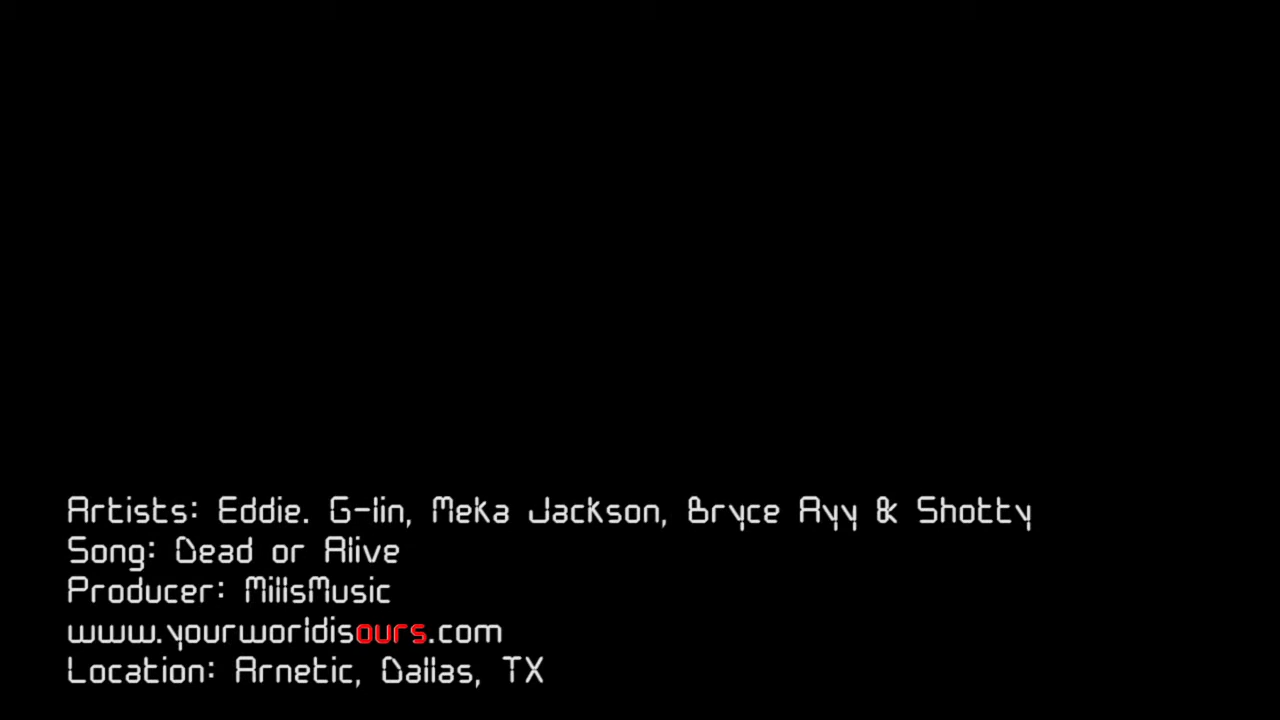 Artists: Eddie. G-lin, Meka Jackson, Bryce Ayy & Shotty
Song: Dead or Alive
Producer: MillsMusic
www.yourworldisours.com
Location: Arnetic, Dallas, TX